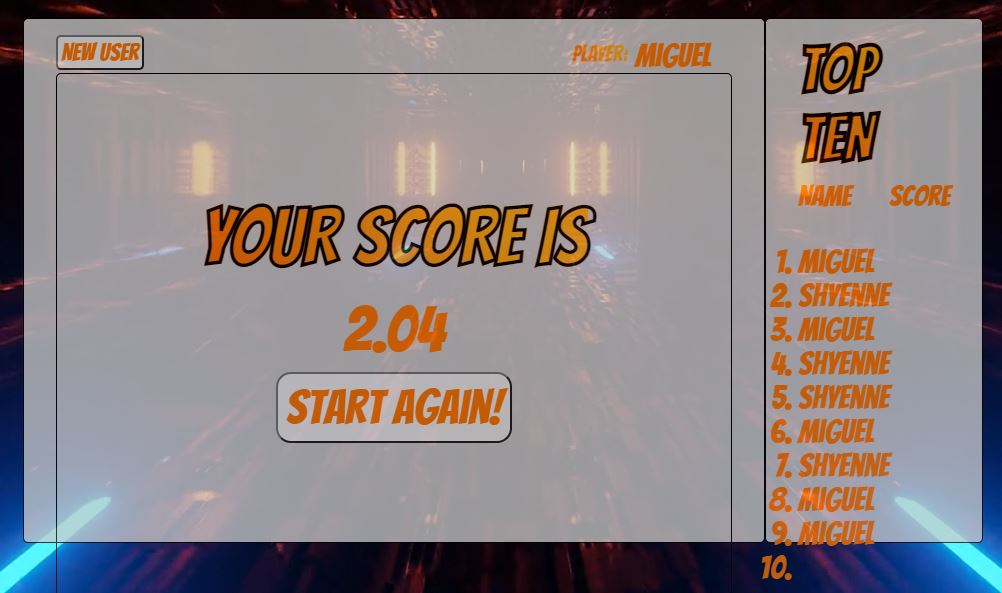 NEW USER
PLAYER: MIGUEL
YOUR SCORE IS
2.04
START AGAIN!
TOP
TEN
NAME SCORE
1. MIGUEL
2. SHYENNE
3. MIGUEL
4. SHYENNE
5. SHYENNE
6. MIGUEL
7. SHYENNE
8. MIGUEL
9. MIGUEL
10.